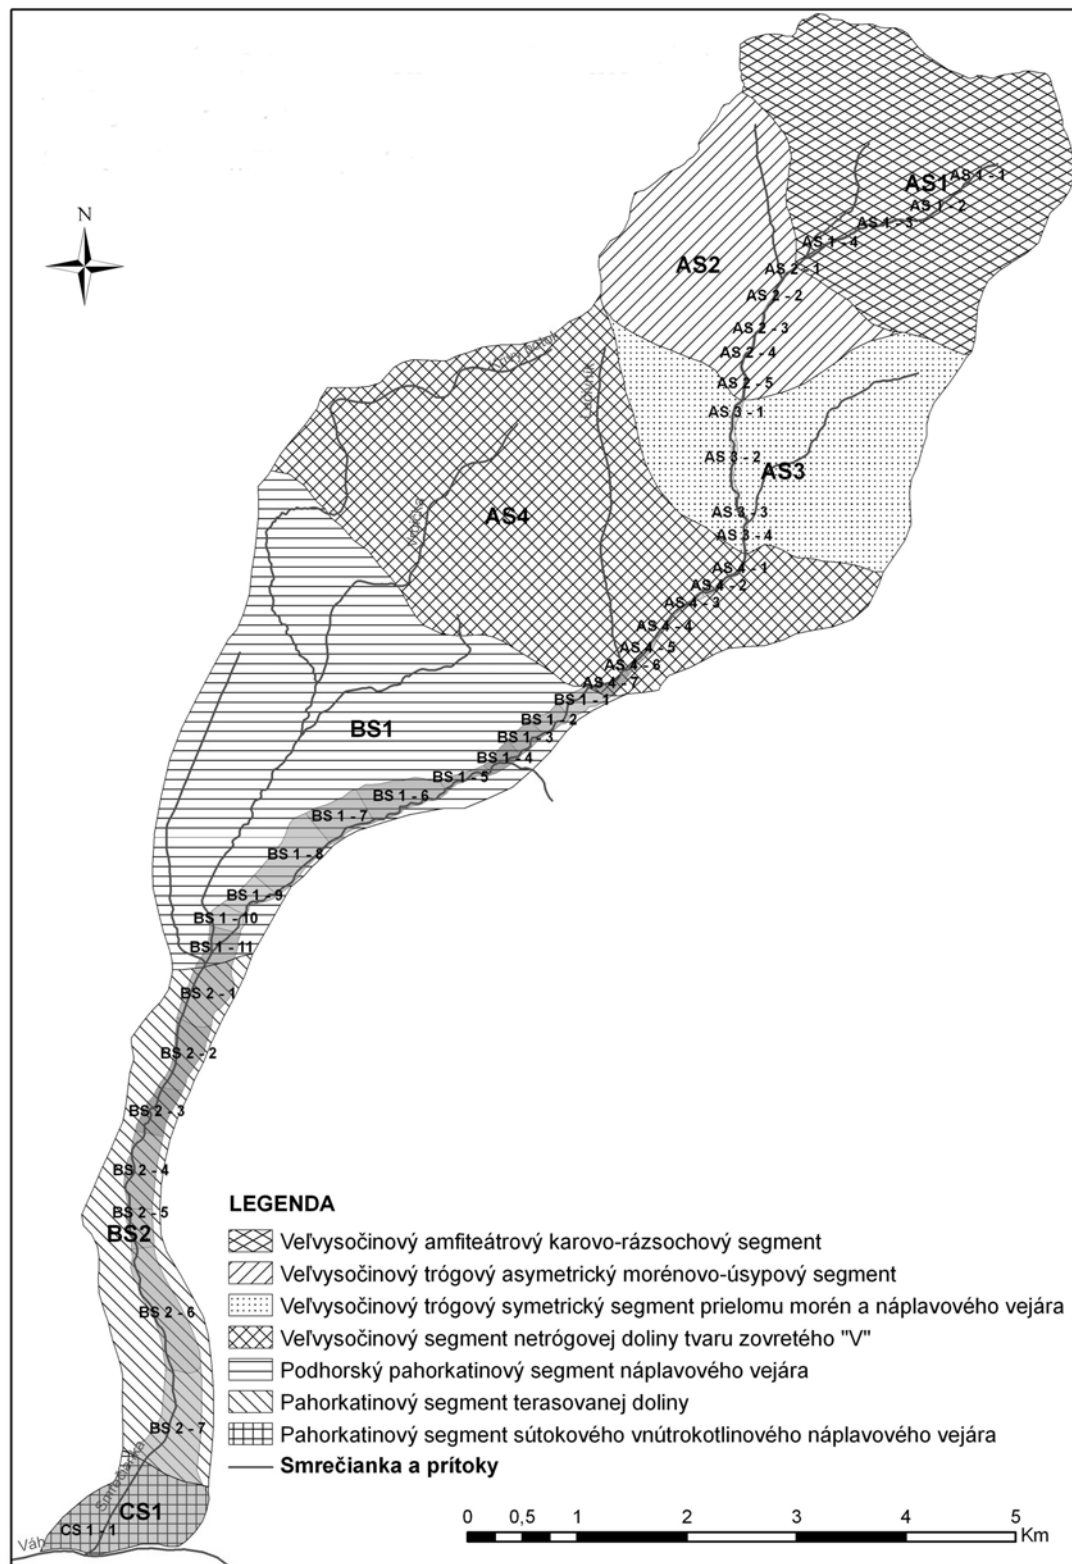 N
AS1
AS 1 - 1
AS 1 - 2
AS 1 - 3
AS 1 - 4
AS2
AS 2 - 1
AS 2 - 2
AS 2 - 3
AS 2 - 4
AS 2 - 5
AS 3 - 1
AS 3 - 2
AS3
AS 3 - 3
AS 3 - 4
AS4
Vrbička
AS 4 - 1
AS 4 - 2
AS 4 - 3
AS 4 - 4
AS 4 - 5
AS 4 - 6
AS 4 - 7
BS1
BS 1 - 1
BS 1 - 2
BS 1 - 3
BS 1 - 4
BS 1 - 5
BS 1 - 6
BS 1 - 7
BS 1 - 8
BS 1 - 9
BS 1 - 10
BS 1 - 11
BS 2 - 1
BS 2 - 2
BS 2 - 3
BS 2 - 4
BS 2 - 5
BS2
BS 2 - 6
BS 2 - 7
Smrečianka
CS1
CS 1 - 1
Váh
LEGENDA
Veľvysočinový amfiteátrový karovo-rázsochový segment
Veľvysočinový trógový asymetrický morénovo-úsypový segment
Veľvysočinový trógový symetrický segment prielomu morén a náplavového vejára
Veľvysočinový segment netrógovej doliny tvaru zovretého "V"
Podhorský pahorkatinový segment náplavového vejára
Pahorkatinový segment terasovanej doliny
Pahorkatinový segment sútokového vnútrokotlinového náplavového vejára
Smrečianka a prítoky
0 0,5 1 2 3 4 5
Km